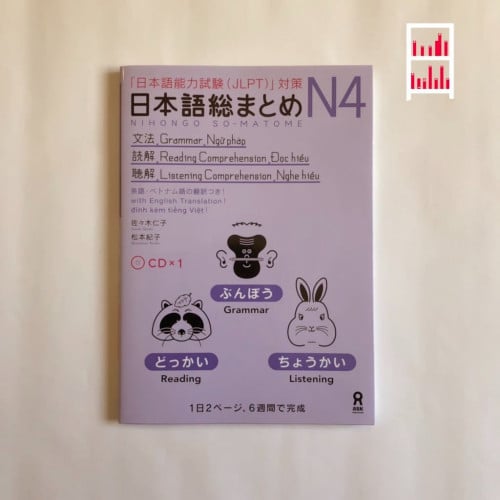 「日本語能力試験（JLPT）」対策
日本語総まとめ N4
NIHONGO SO-MATOME
文法 Grammar, Ngữ pháp
読解 Reading Comprehension, Đọc hiểu
聴解 Listening Comprehension, Nghe hiểu
英語・ベトナム語の翻訳つき！
with English Translation!
đính kèm tiếng Việt!
佐々木仁子
松本紀子
CD×1
ぶんぽう
Grammar
どっかい
Reading
ちょうかい
Listening
1日2ページ、6週間で完成
ASK